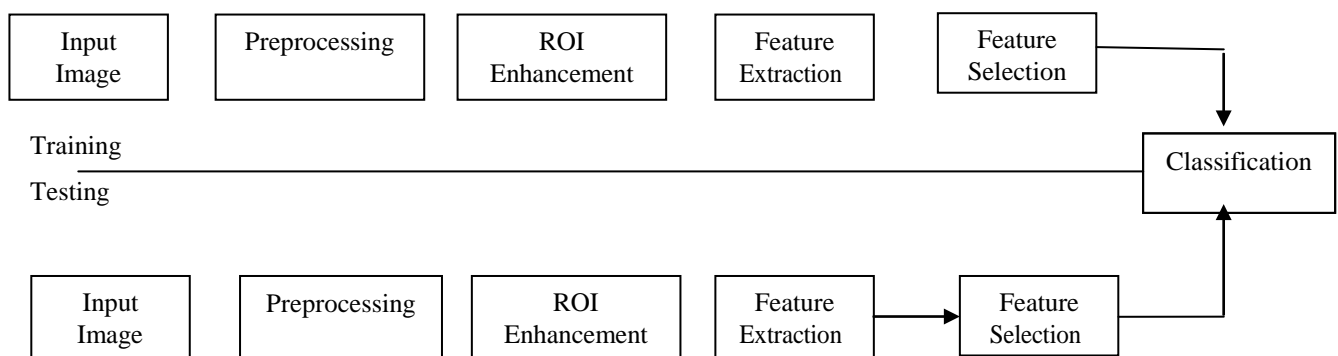 Input
Image
Preprocessing
ROI
Enhancement
Feature
Extraction
Feature
Selection
Training
Testing
Classification
Input
Image
Preprocessing
ROI
Enhancement
Feature
Extraction
Feature
Selection